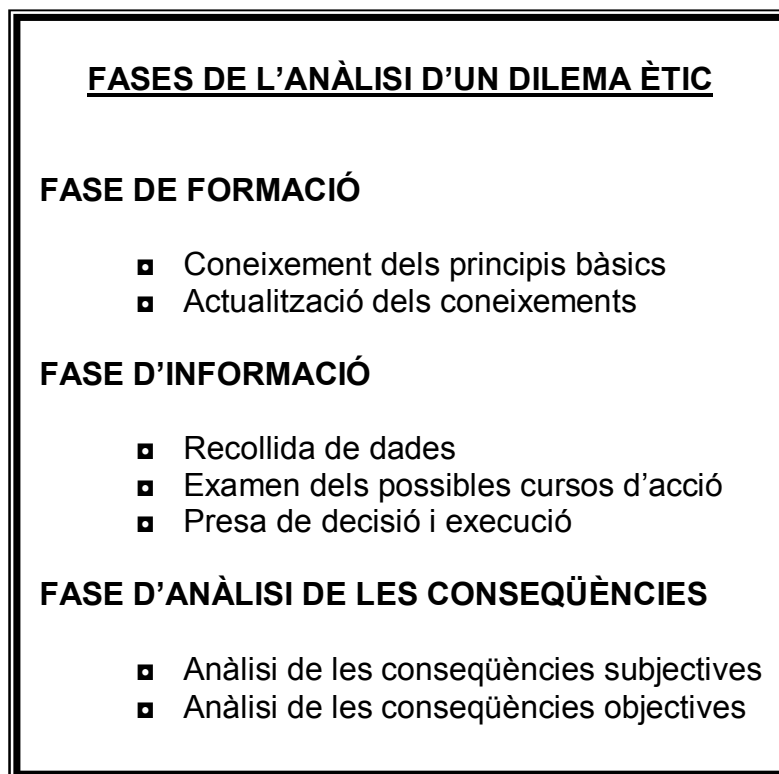 FASES DE L’ANÀLISI D’UN DILEMA ÈTIC
FASE DE FORMACIÓ
◘ Coneixement dels principis bàsics
◘ Actualització dels coneixements
FASE D’INFORMACIÓ
◘ Recollida de dades
◘ Examen dels possibles cursos d’acció
◘ Presa de decisió i execució
FASE D’ANÀLISI DE LES CONSEQÜÈNCIES
◘ Anàlisi de les conseqüències subjectives
◘ Anàlisi de les conseqüències objectives